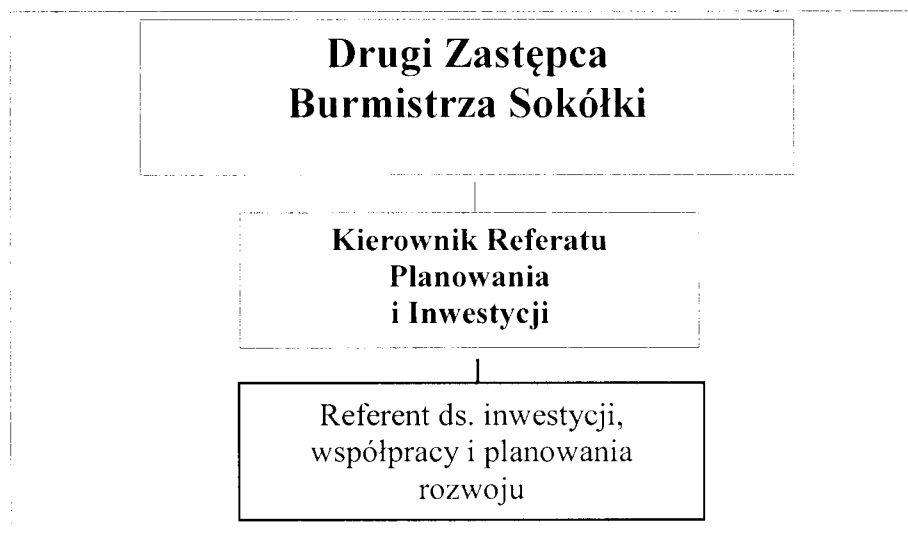 Drugi Zastępca
Burmistrza Sokółki
Kierownik Referatu
Planowania
i Inwestycji
Referent ds. inwestycji,
współpracy i planowania
rozwoju